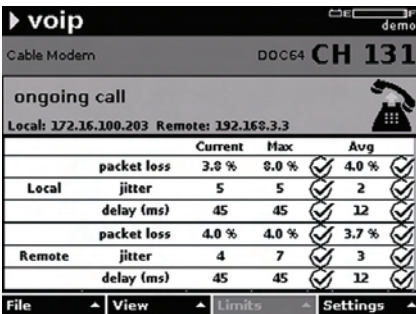 voip
E F
demo
Cable Modem DOC64 CH 131
ongoing call
Local: 172.16.100.203 Remote: 192.168.3.3
Current Max Avg
packet loss 3.8 % 8.0 % 4.0 %
Local jitter 5 5 2
delay (ms) 45 45 12
packet loss 4.0 % 4.0 % 3.7 %
Remote jitter 4 7 3
delay (ms) 45 45 12
File View Limits Settings